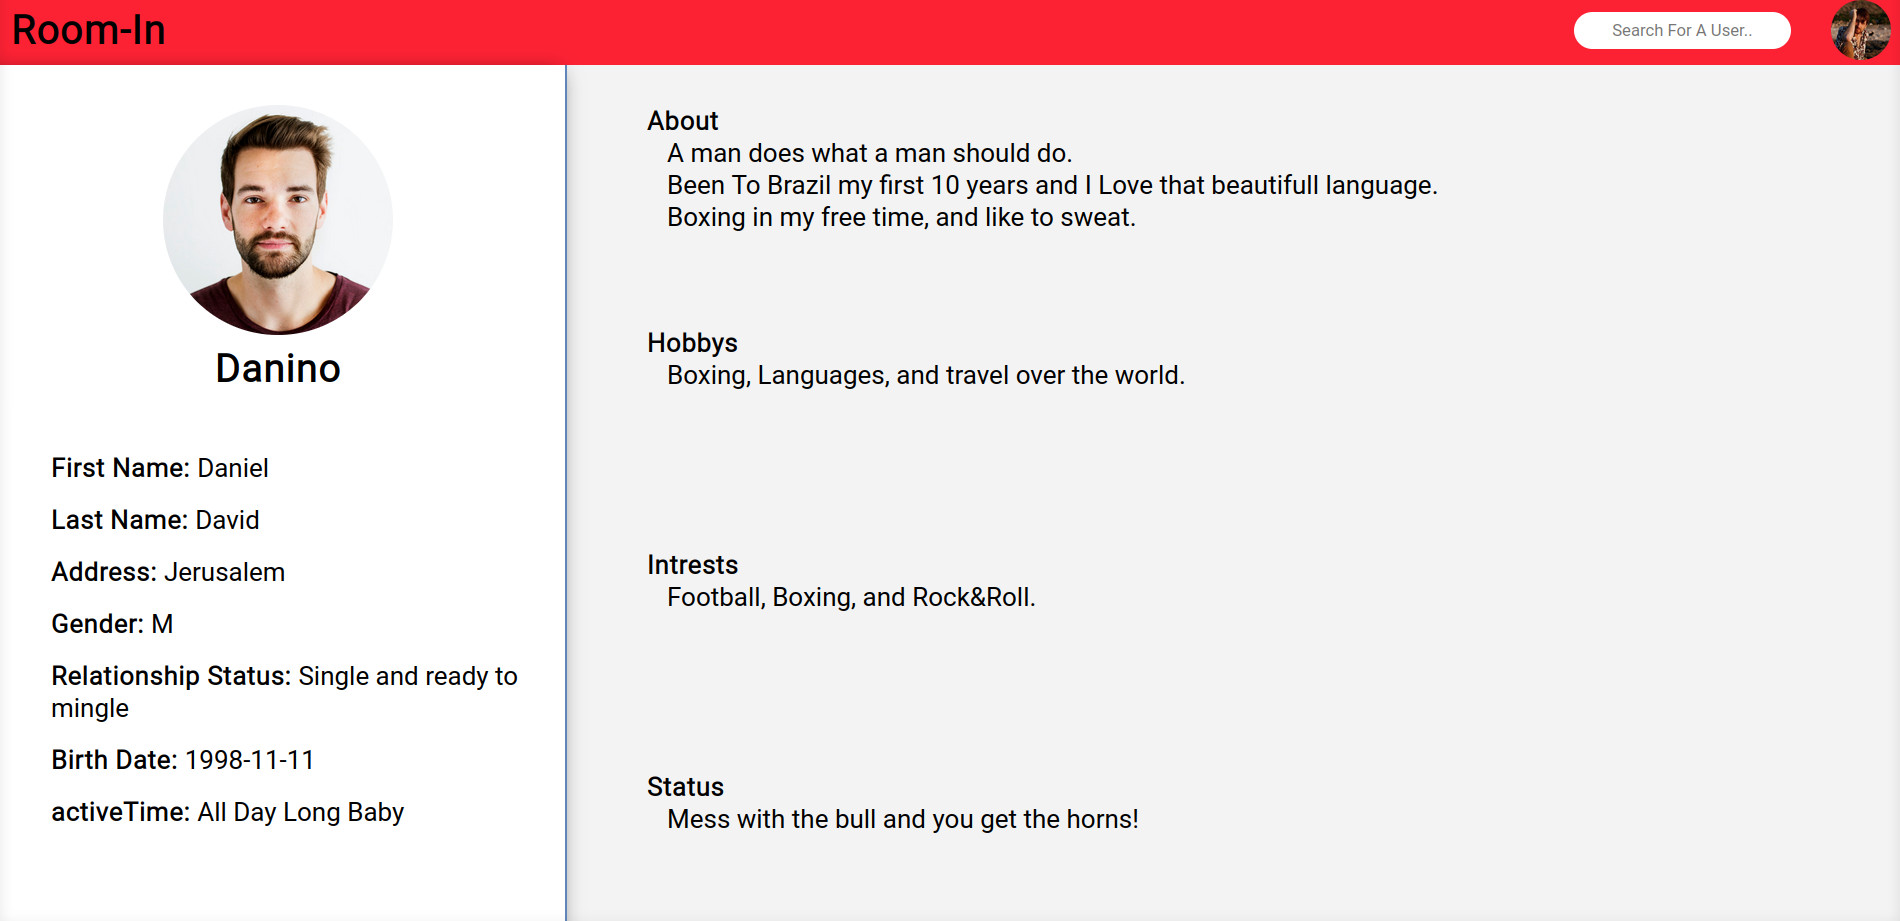 Room-In
Search For A User..
Danino
First Name: Daniel
Last Name: David
Address: Jerusalem
Gender: M
Relationship Status: Single and ready to
mingle
Birth Date: 1998-11-11
activeTime: All Day Long Baby
About
A man does what a man should do.
Been To Brazil my first 10 years and I Love that beautifull language.
Boxing in my free time, and like to sweat.
Hobbys
Boxing, Languages, and travel over the world.
Intrests
Football, Boxing, and Rock&Roll.
Status
Mess with the bull and you get the horns!